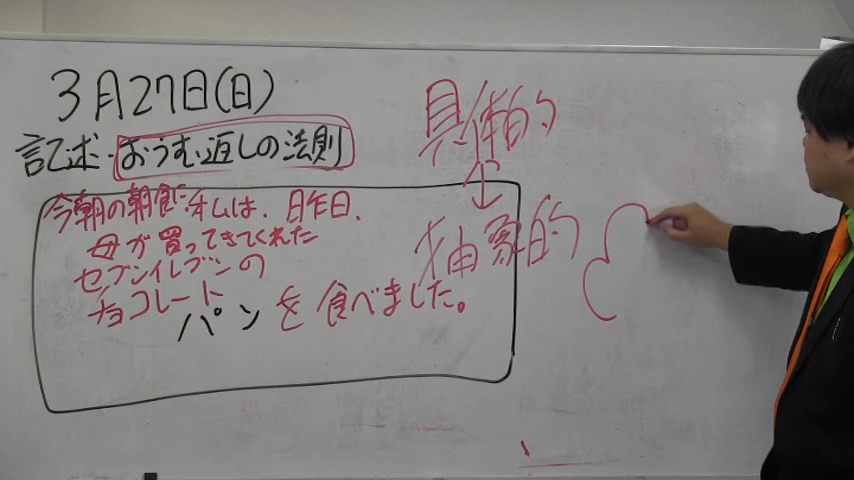 3月27日(日)
記述・おうむ返しの法則
今朝の朝食に、私は、昨日、
母が買ってきてくれた
セブンイレブンの
チョコレート
パンを食べました。
具体的
抽象的